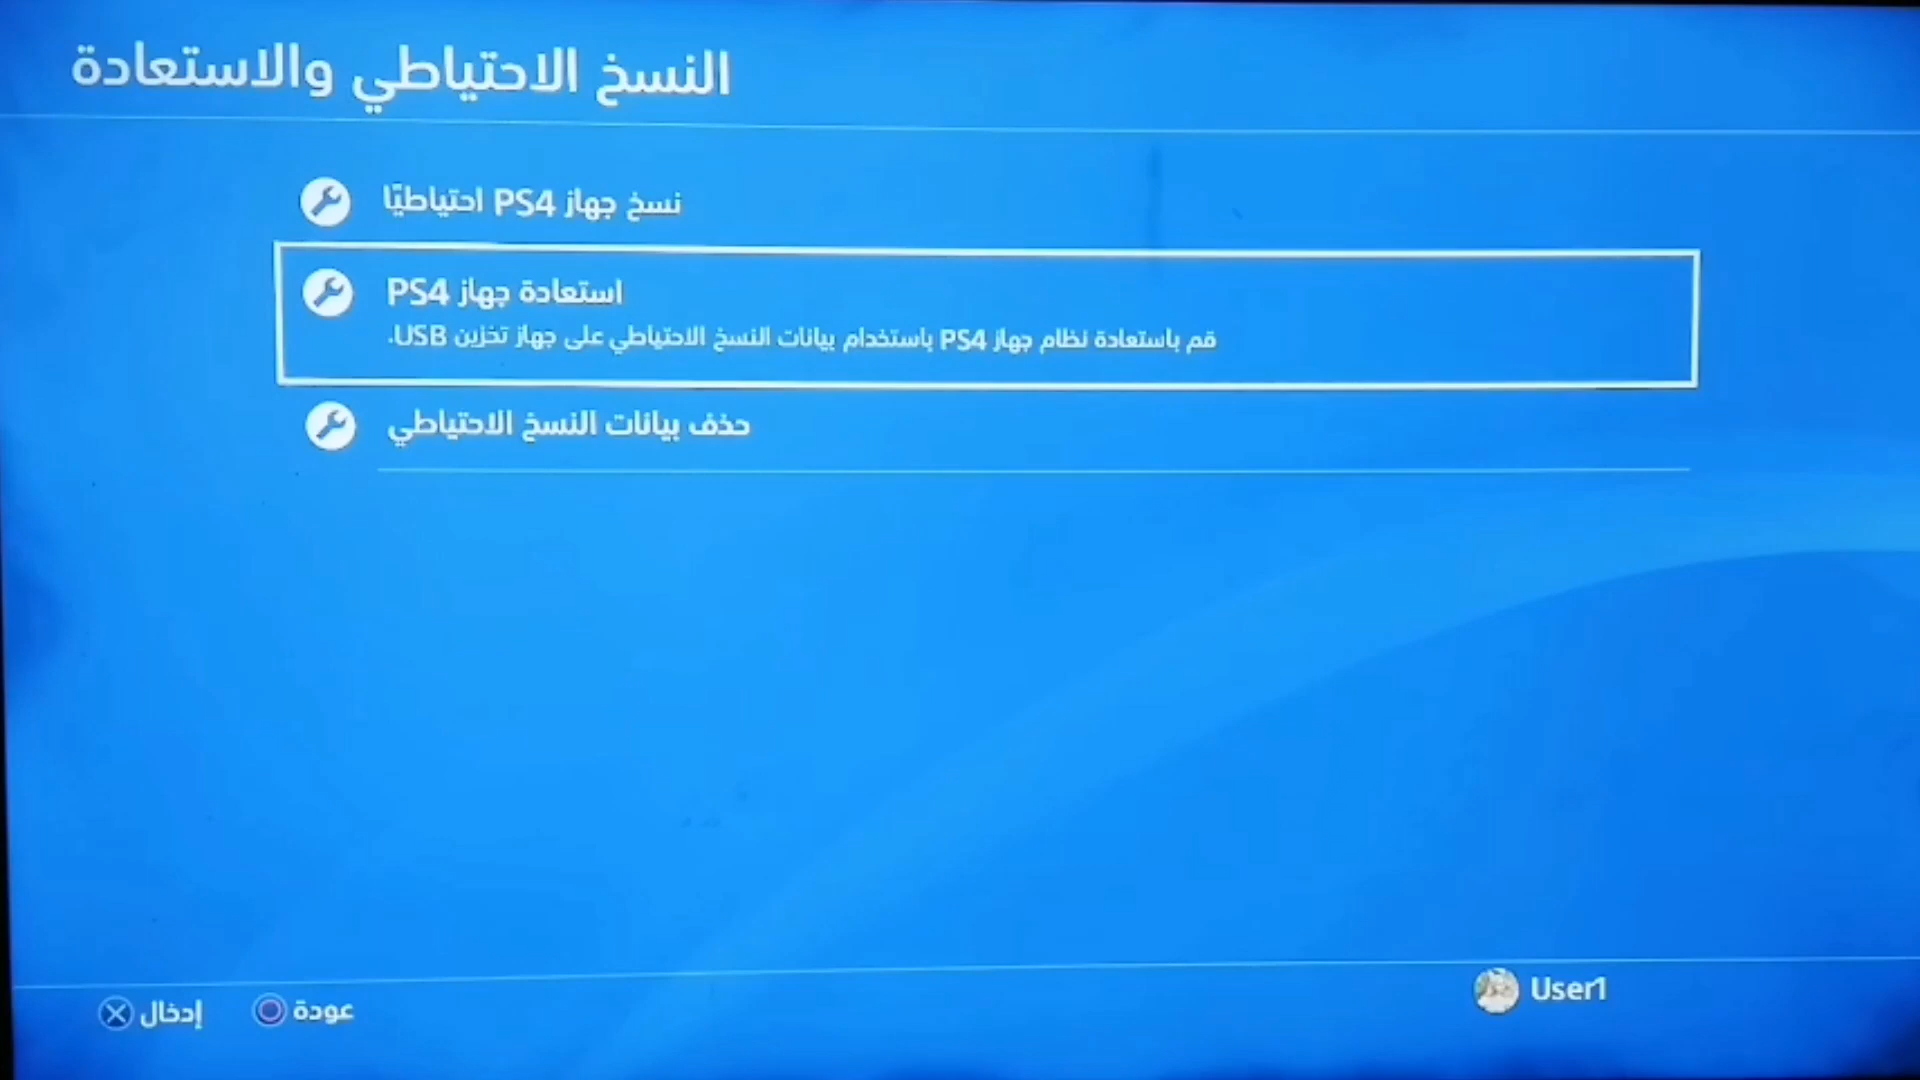 النسخ الاحتياطي والاستعادة
نسخ جهاز PS4 احتياطيًا
استعادة جهاز PS4
قم باستعادة نظام جهاز PS4 باستخدام بيانات النسخ الاحتياطي على جهاز تخزين USB.
حذف بيانات النسخ الاحتياطي
إدخال
عودة
User1